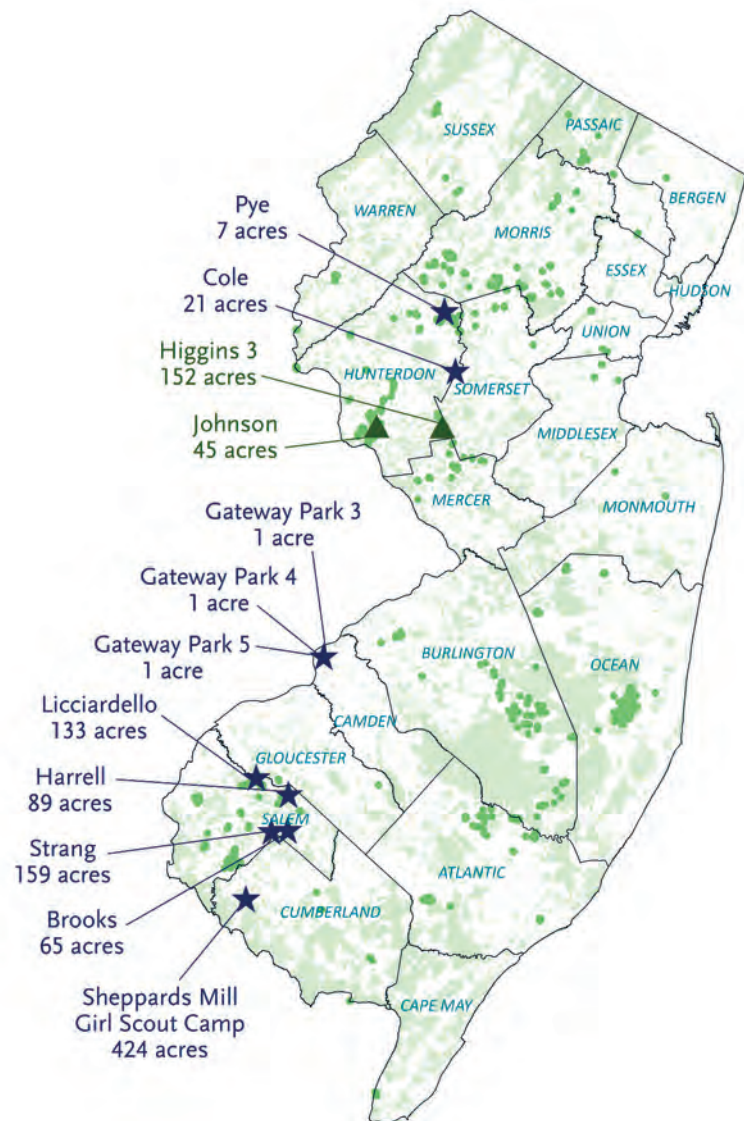 SUSSEX
PASSAIC
BERGEN
WARREN
MORRIS
ESSEX
HUDSON
UNION
HUNTERDON
SOMERSET
MIDDLESEX
MERCER
MONMOUTH
Pye
7 acres
Cole
21 acres
Higgins 3
152 acres
Johnson
45 acres
Gateway Park 3
1 acre
Gateway Park 4
1 acre
Gateway Park 5
1 acre
Licciardello
133 acres
Harrell
89 acres
Strang
159 acres
Brooks
65 acres
Sheppards Mill
Girl Scout Camp
424 acres
BURLINGTON
OCEAN
CAMDEN
GLOUCESTER
SALEM
ATLANTIC
CUMBERLAND
CAPE MAY